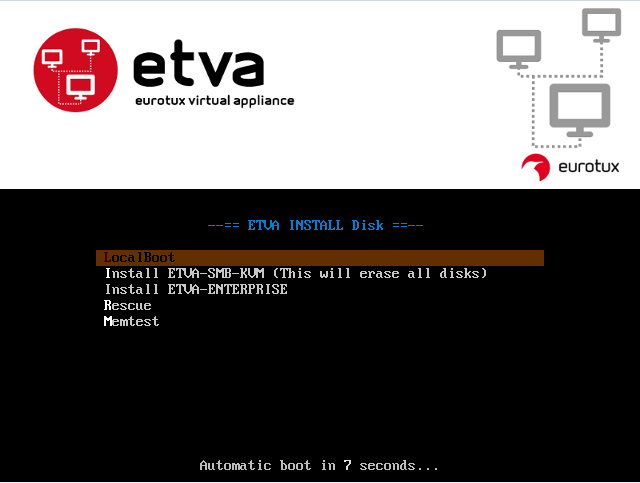 etva
eurotux virtual appliance
eurotux
--== ETVA INSTALL Disk ==--
LocalBoot
Install ETVA-SMB-KVM (This will erase all disks)
Install ETVA-ENTERPRISE
Rescue
Memtest
Automatic boot in 7 seconds...